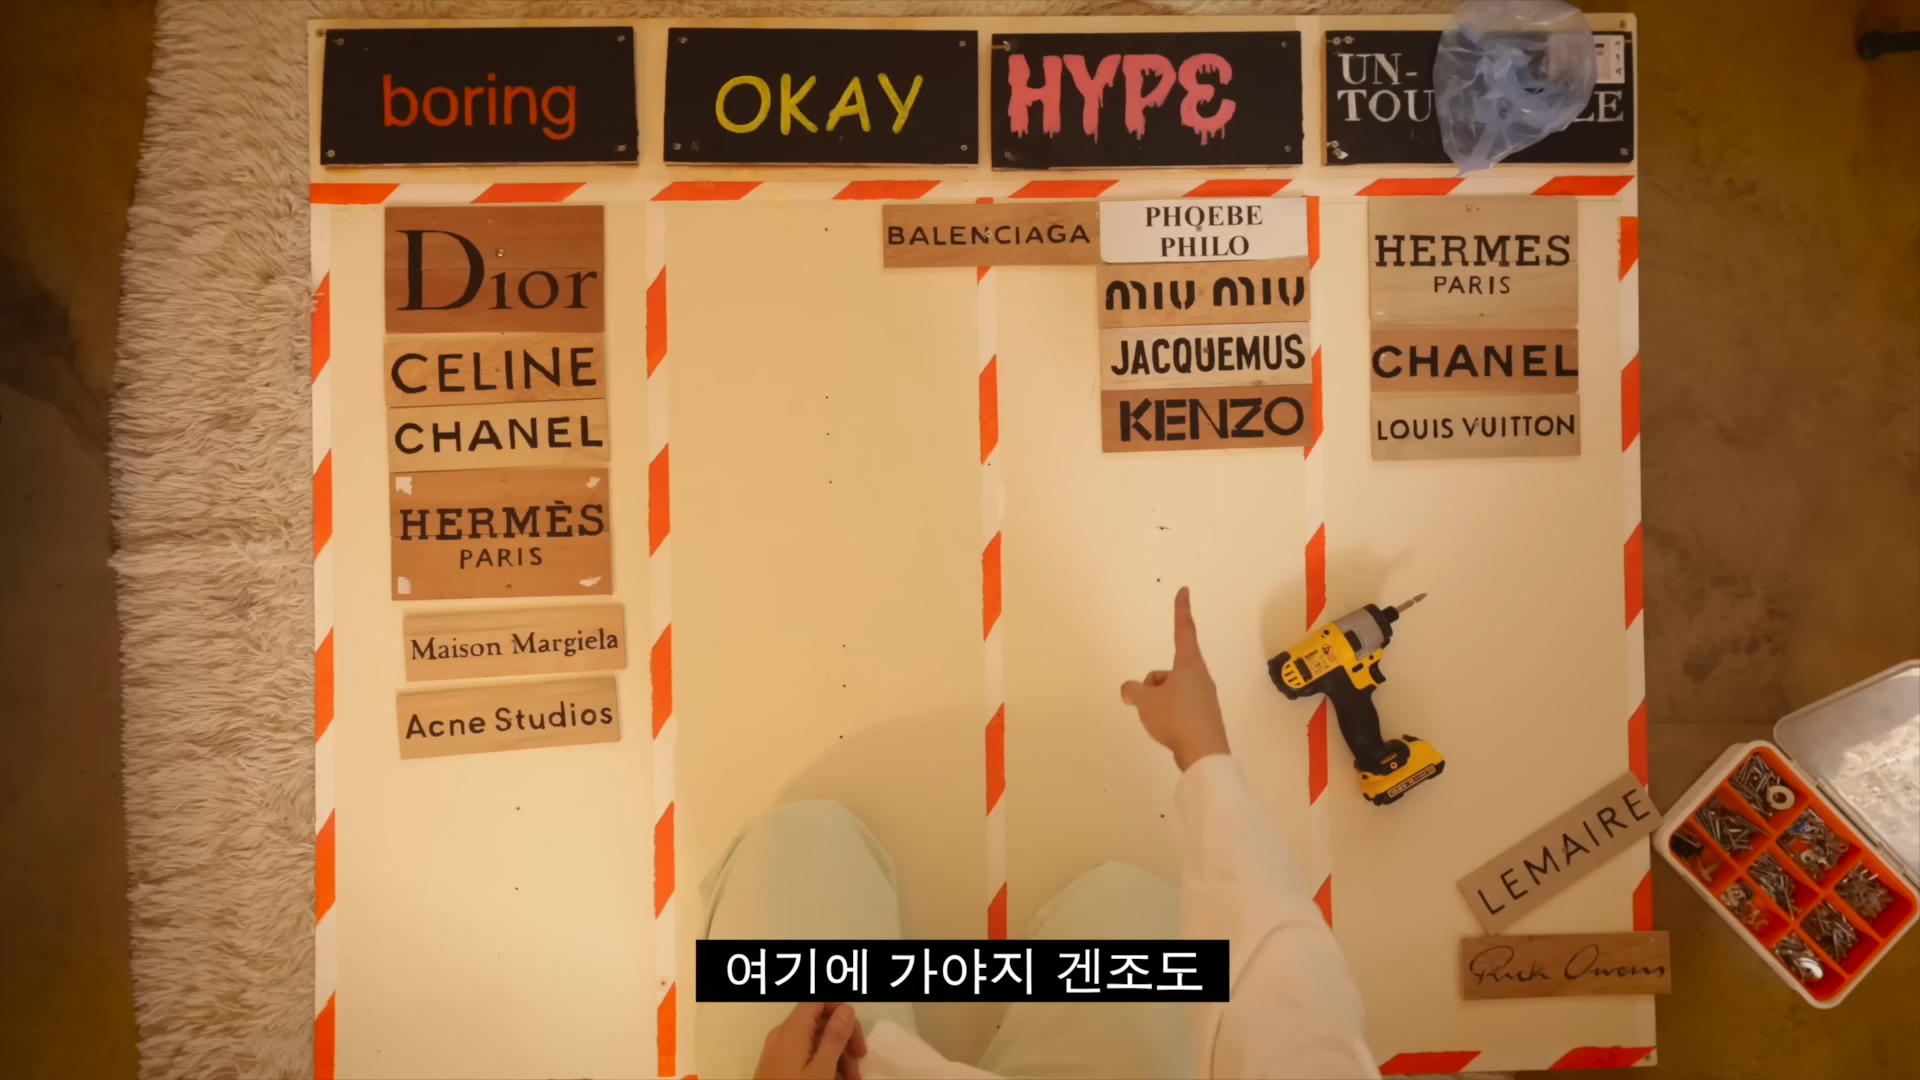 boring
OKAY
HYPE
UN-
TOU LE
Dior
CELINE
CHANEL
HERMÈS
PARIS
Maison Margiela
Acne Studios
BALENCIAGA
PHOEBE
PHILO
MIU MIU
JACQUEMUS
KENZO
HERMES
PARIS
CHANEL
LOUIS VUITTON
LEMAIRE
Rick Owens
여기에 가야지 겐조도